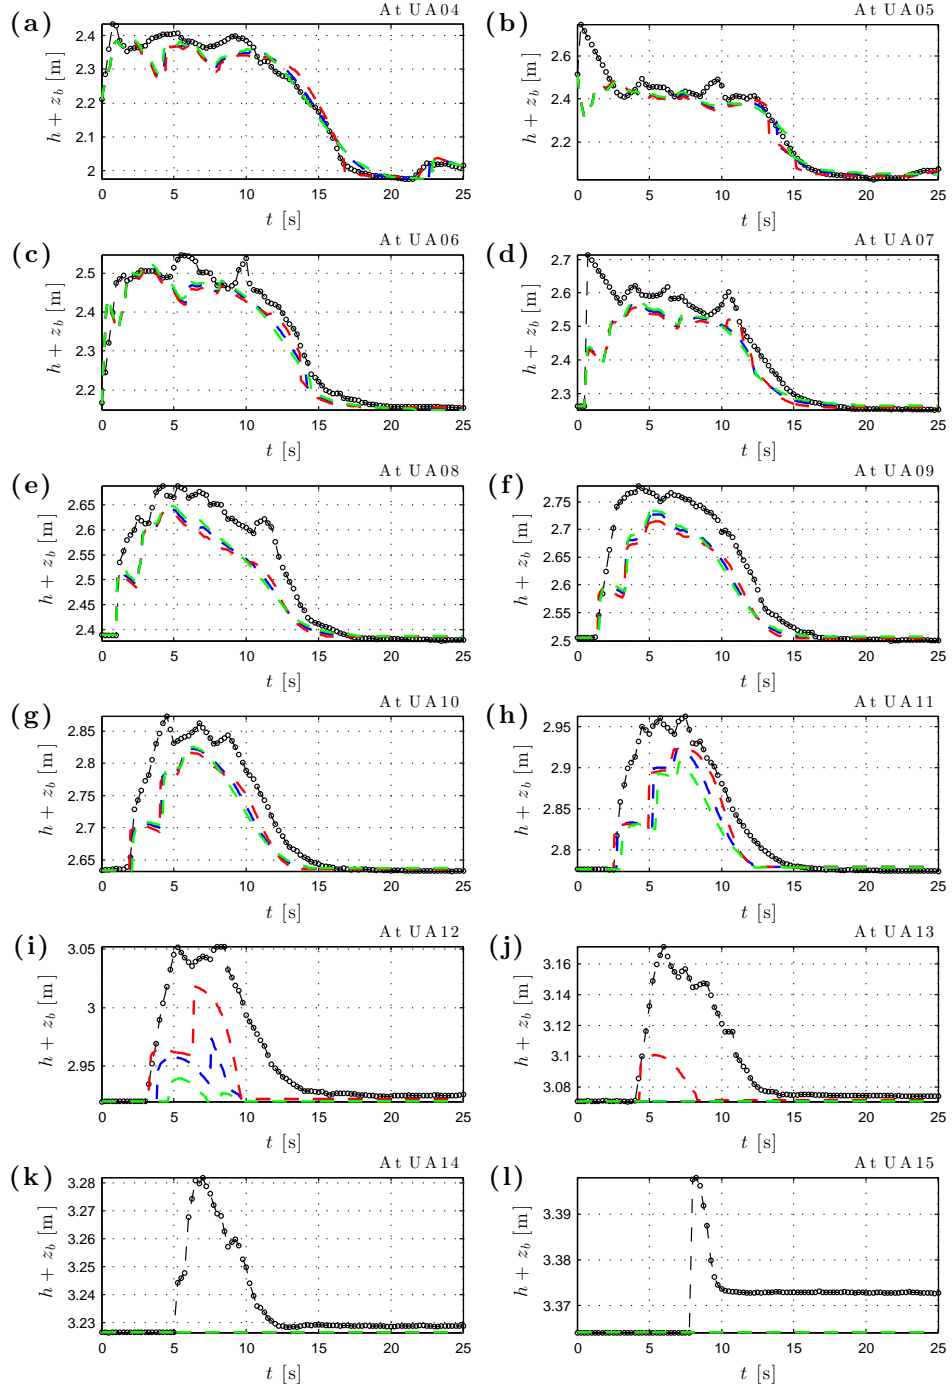 (a) At UA04
h + z_b [m]
2.4
2.3
2.2
2.1
2
0 5 10 15 20 25
t [s]
(b) At UA05
h + z_b [m]
2.6
2.4
2.2
0 5 10 15 20 25
t [s]
(c) At UA06
h + z_b [m]
2.5
2.4
2.3
2.2
0 5 10 15 20 25
t [s]
(d) At UA07
h + z_b [m]
2.7
2.6
2.5
2.4
2.3
0 5 10 15 20 25
t [s]
(e) At UA08
h + z_b [m]
2.65
2.6
2.55
2.5
2.45
2.4
0 5 10 15 20 25
t [s]
(f) At UA09
h + z_b [m]
2.75
2.7
2.65
2.6
2.55
2.5
0 5 10 15 20 25
t [s]
(g) At UA10
h + z_b [m]
2.85
2.8
2.75
2.7
2.65
0 5 10 15 20 25
t [s]
(h) At UA11
h + z_b [m]
2.95
2.9
2.85
2.8
0 5 10 15 20 25
t [s]
(i) At UA12
h + z_b [m]
3.05
3
2.95
0 5 10 15 20 25
t [s]
(j) At UA13
h + z_b [m]
3.16
3.14
3.12
3.1
3.08
0 5 10 15 20 25
t [s]
(k) At UA14
h + z_b [m]
3.28
3.27
3.26
3.25
3.24
3.23
0 5 10 15 20 25
t [s]
(l) At UA15
h + z_b [m]
3.39
3.38
3.37
0 5 10 15 20 25
t [s]